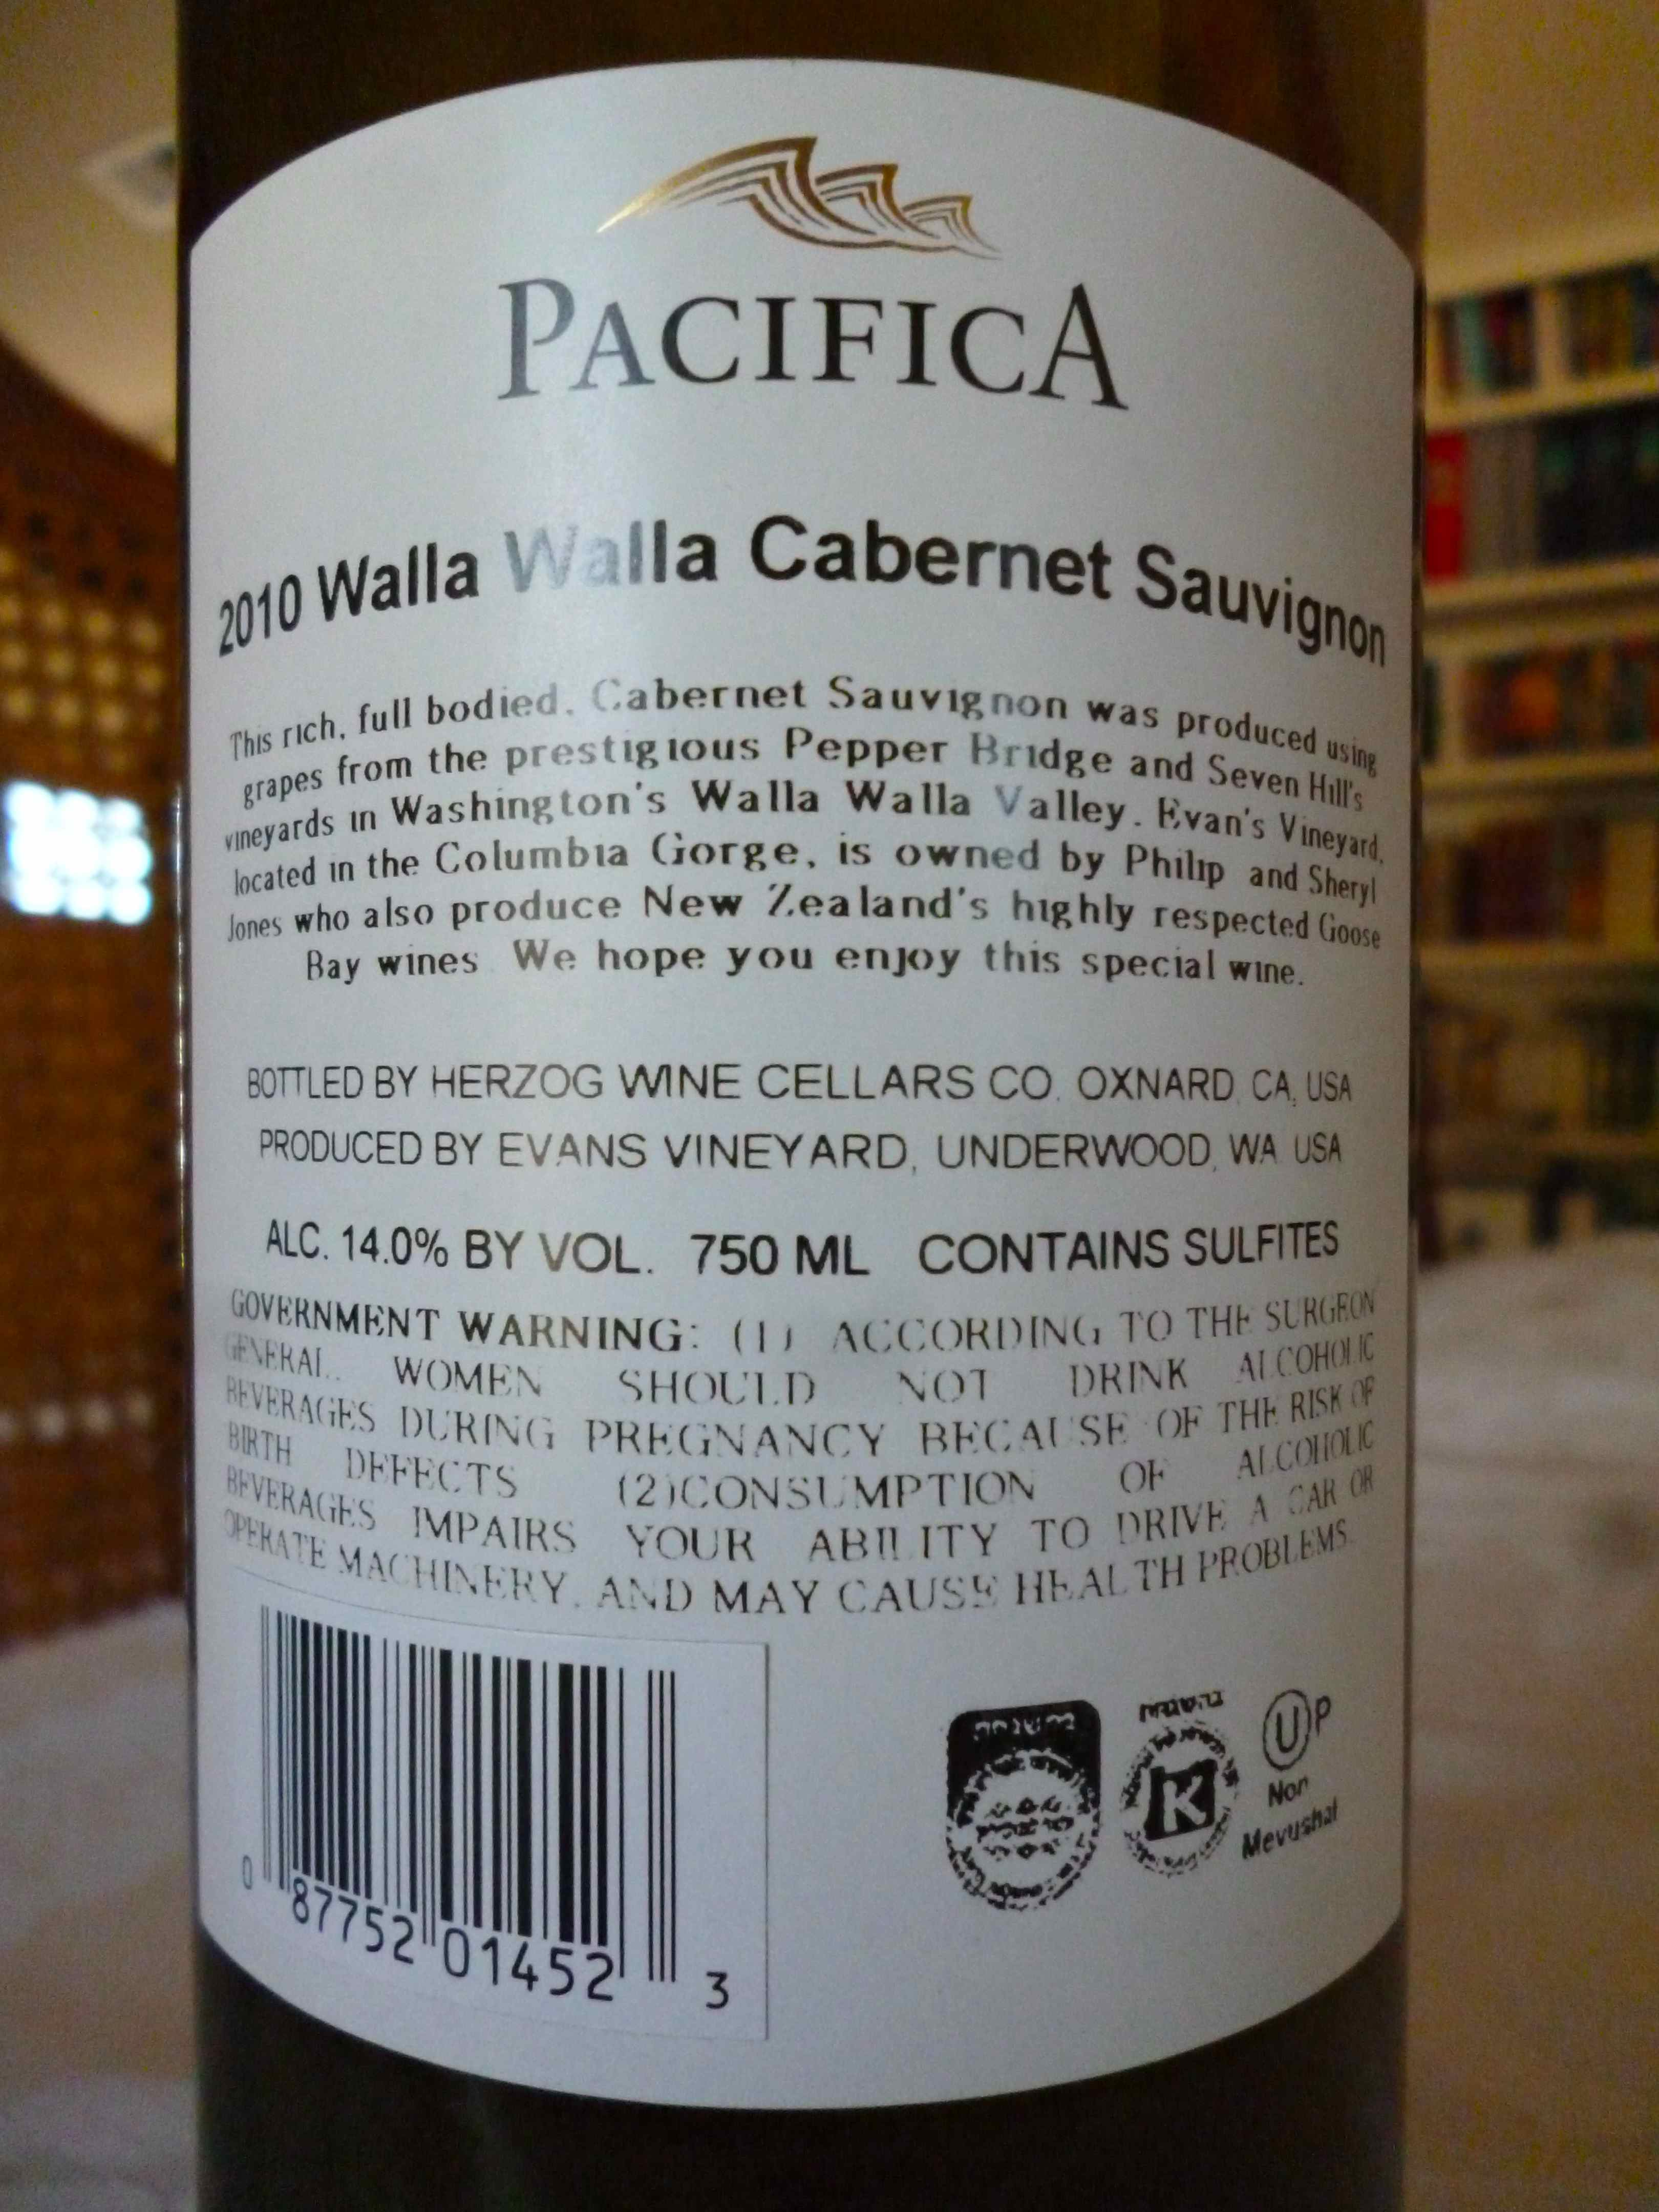 PACIFICA
2010 Walla Walla Cabernet Sauvignon
This rich, full bodied, Cabernet Sauvignon was produced using
grapes from the prestigious Pepper Bridge and Seven Hill's
vineyards in Washington's Walla Walla Valley. Evan's Vineyard,
located in the Columbia Gorge, is owned by Philip and Sheryl
Jones who also produce New Zealand's highly respected Goose
Bay wines We hope you enjoy this special wine.
BOTTLED BY HERZOG WINE CELLARS CO. OXNARD, CA, USA
PRODUCED BY EVANS VINEYARD, UNDERWOOD, WA USA
ALC. 14.0% BY VOL. 750 ML CONTAINS SULFITES
GOVERNMENT WARNING: (1) ACCORDING TO THE SURGEON
GENERAL, WOMEN SHOULD NOT DRINK ALCOHOLIC
BEVERAGES DURING PREGNANCY BECAUSE OF THE RISK OF
BIRTH DEFECTS (2)CONSUMPTION OF ALCOHOLIC
BEVERAGES IMPAIRS YOUR ABILITY TO DRIVE A CAR OR
OPERATE MACHINERY, AND MAY CAUSE HEALTH PROBLEMS
0 87752 01452 3
K
U P
Non
Mevushal